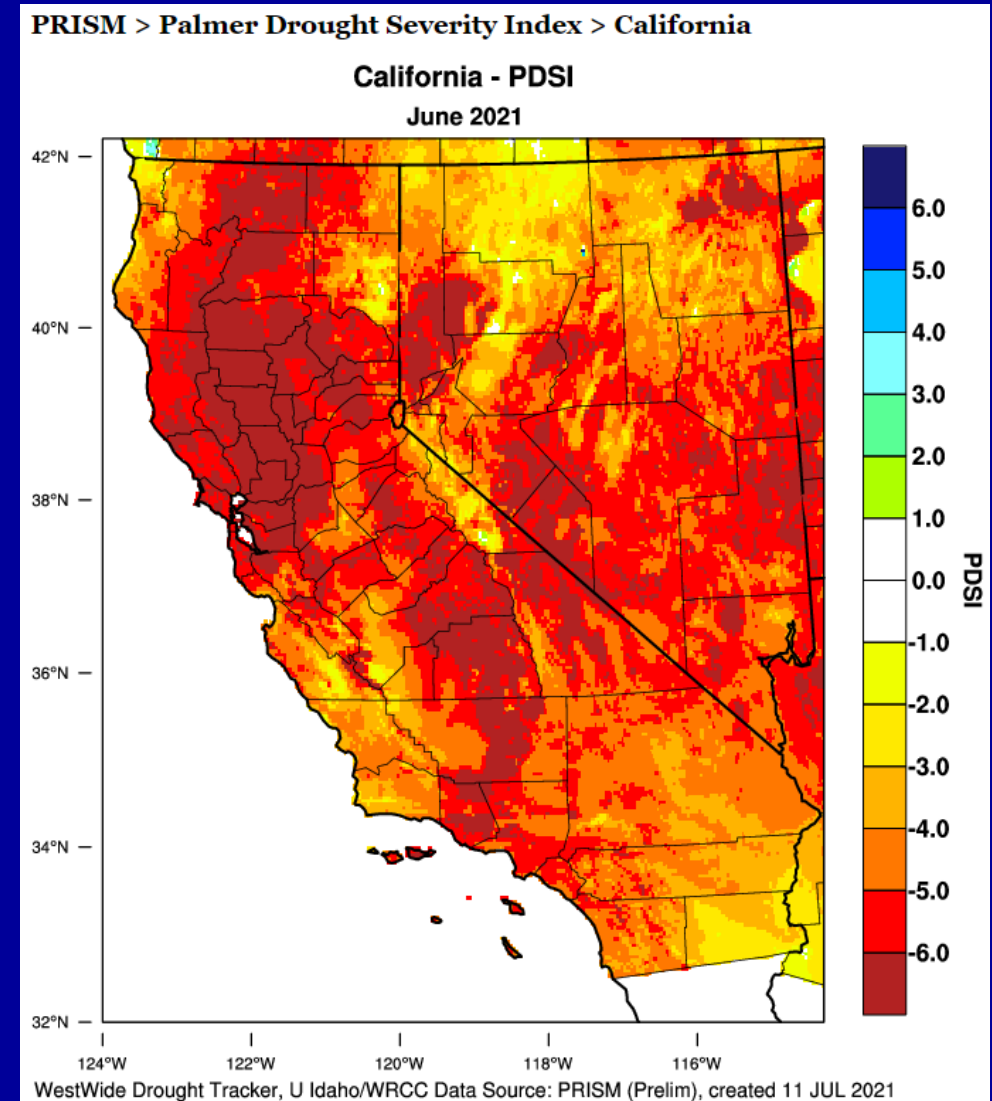 PRISM > Palmer Drought Severity Index > California
California - PDSI
June 2021
42°N
40°N
38°N
36°N
34°N
32°N
124°W 122°W 120°W 118°W 116°W
6.0
5.0
4.0
3.0
2.0
1.0
0.0
-1.0
-2.0
-3.0
-4.0
-5.0
-6.0
PDSI
WestWide Drought Tracker, U Idaho/WRCC Data Source: PRISM (Prelim), created 11 JUL 2021